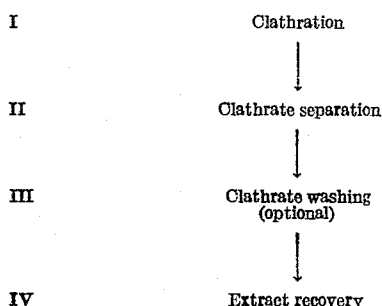 I Clathration
II Clathrate separation
III Clathrate washing
(optional)
IV Extract recovery